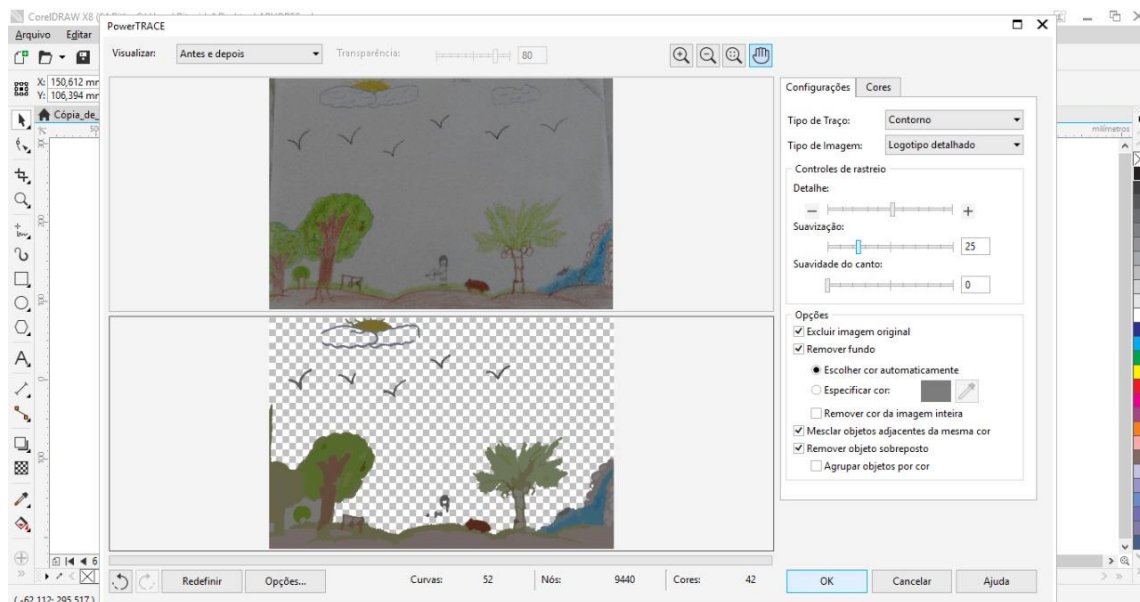 CorelDRAW X8
PowerTRACE
Arquivo Editar
Visualizar: Antes e depois Transparência: 80
X: 150,612 mm
Y: 106,394 mm
Cópia_de_
milímetros
Configurações Cores
Tipo de Traço: Contorno
Tipo de Imagem: Logotipo detalhado
Controles de rastreio
Detalhe:
Suavização:
25
Suavidade do canto:
0
Opções
Excluir imagem original
Remover fundo
Escolher cor automaticamente
Especificar cor:
Remover cor da imagem inteira
Mesclar objetos adjacentes da mesma cor
Remover objeto sobreposto
Agrupar objetos por cor
Redefinir Opções... Curvas: 52 Nós: 9440 Cores: 42 OK Cancelar Ajuda